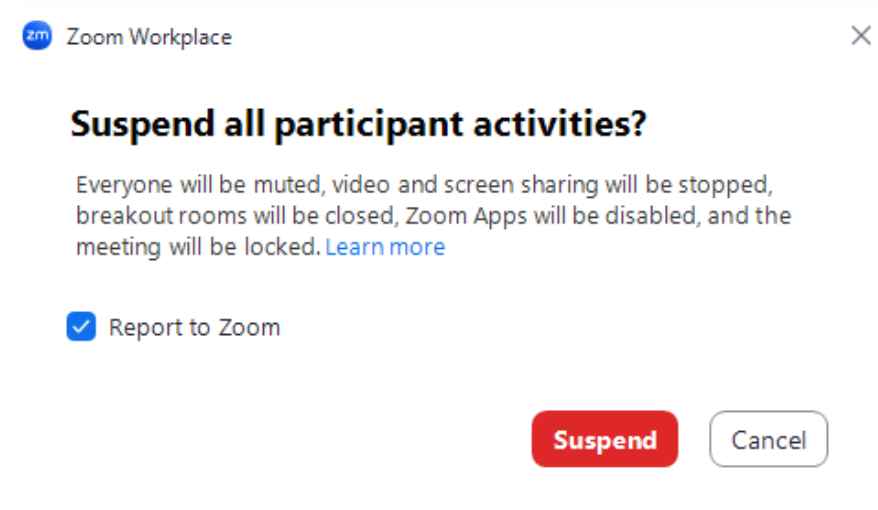 zm Zoom Workplace
Suspend all participant activities?
Everyone will be muted, video and screen sharing will be stopped,
breakout rooms will be closed, Zoom Apps will be disabled, and the
meeting will be locked. Learn more
Report to Zoom
Suspend Cancel